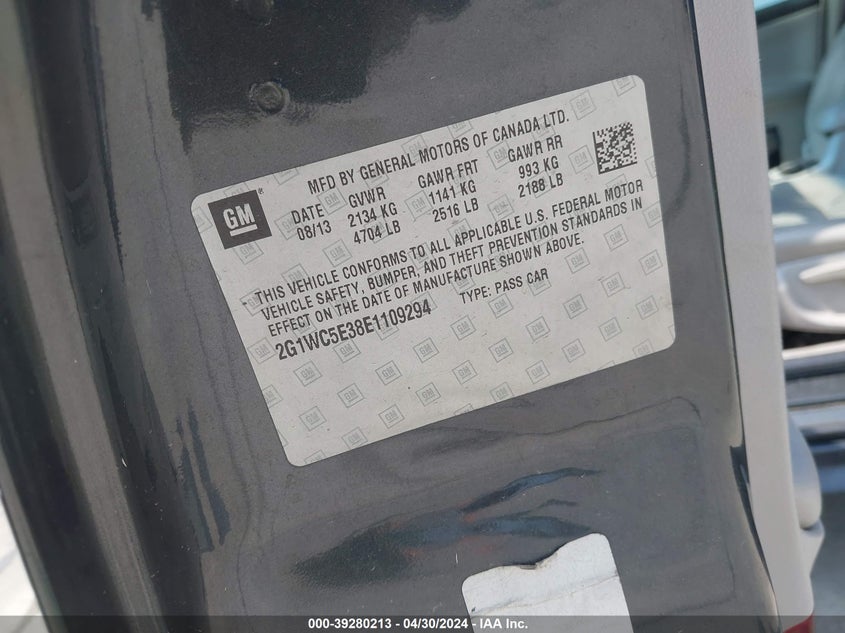 MFD BY GENERAL MOTORS OF CANADA LTD.
GM
DATE GVWR GAWR FRT GAWR RR
08/13 2134 KG 1141 KG 993 KG
4704 LB 2516 LB 2188 LB
- THIS VEHICLE CONFORMS TO ALL APPLICABLE U.S. FEDERAL MOTOR
VEHICLE SAFETY, BUMPER, AND THEFT PREVENTION STANDARDS IN
EFFECT ON THE DATE OF MANUFACTURE SHOWN ABOVE.
2G1WC5E38E1109294 TYPE: PASS CAR
000-39280213 - 04/30/2024 - IAA Inc.